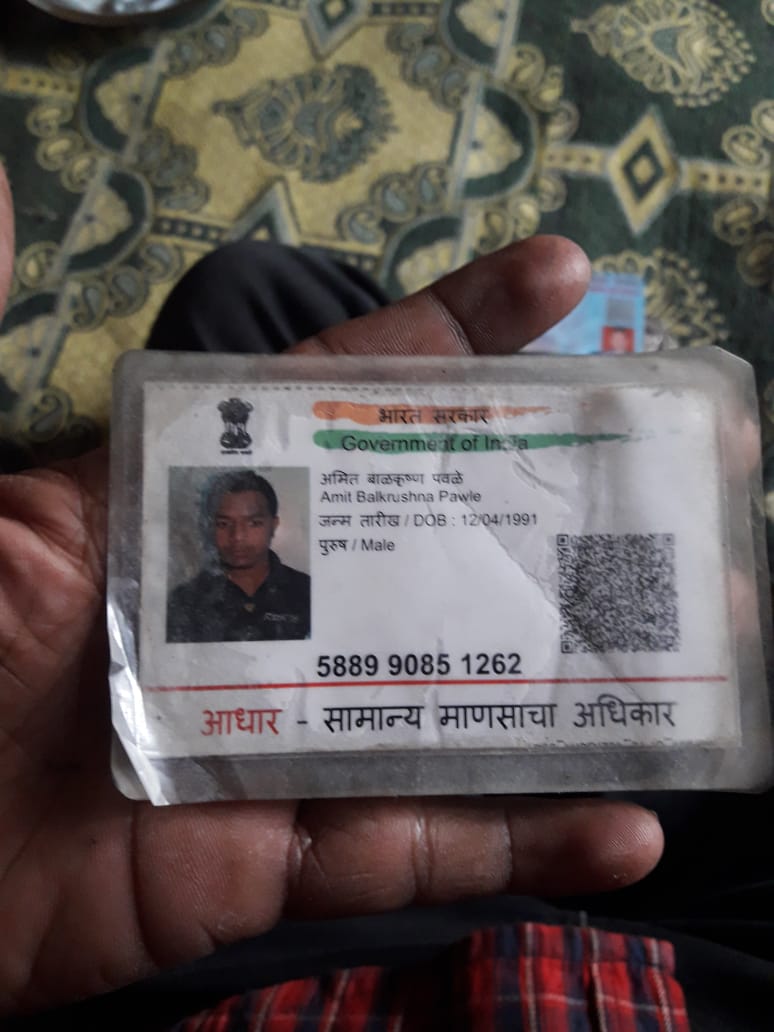 भारत सरकार
Government of India
अमित बाळकृष्ण पवळे
Amit Balkrushna Pawle
जन्म तारीख / DOB : 12/04/1991
पुरुष / Male
5889 9085 1262
आधार - सामान्य माणसाचा अधिकार